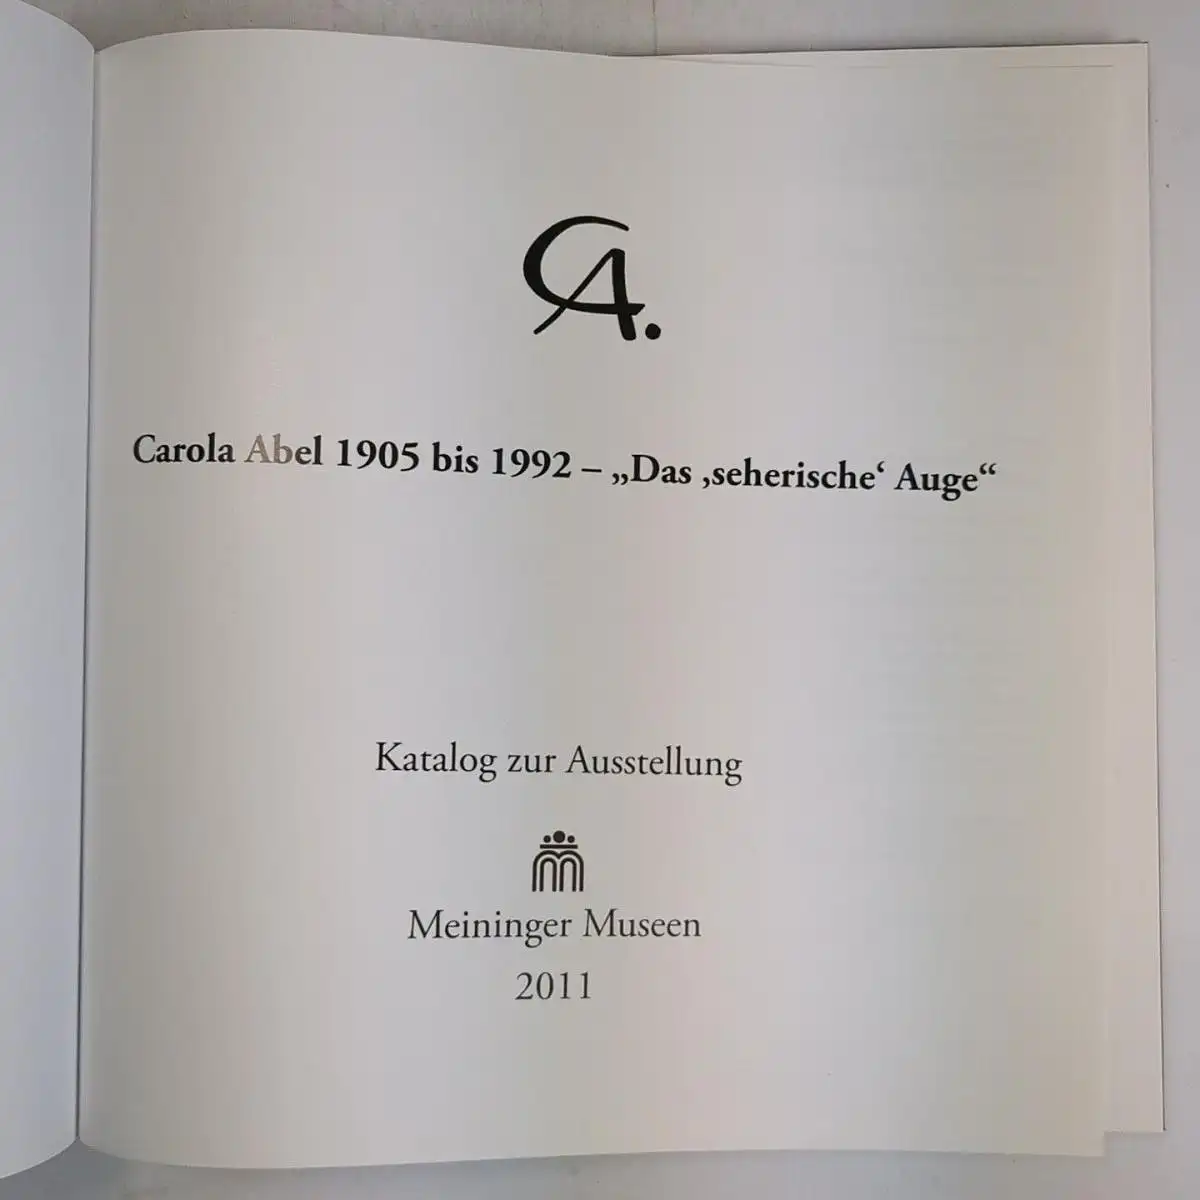 CA.
Carola Abel 1905 bis 1992 – „Das ‚seherische‘ Auge“
Katalog zur Ausstellung
Meininger Museen
2011